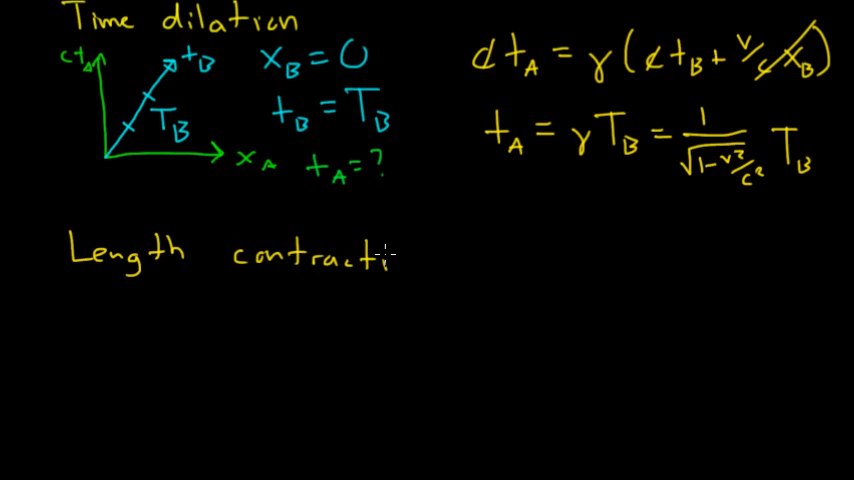 Time dilation
ct_A
t_B
T_B
x_A
x_B = 0
t_B = T_B
t_A = ?
ct_A = γ(ct_B + v/c x_B)
t_A = γT_B = 1/√(1-v²/c²) T_B
Length contracti